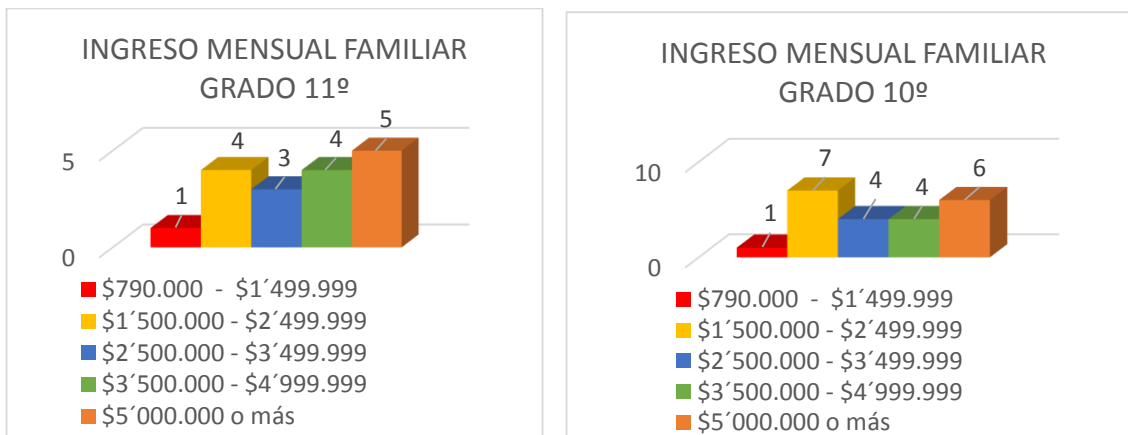 INGRESO MENSUAL FAMILIAR
GRADO 11º
5
0
1
4
3
4
5
$790.000 - $1´499.999
$1´500.000 - $2´499.999
$2´500.000 - $3´499.999
$3´500.000 - $4´999.999
$5´000.000 o más
INGRESO MENSUAL FAMILIAR
GRADO 10º
10
0
1
7
4
4
6
$790.000 - $1´499.999
$1´500.000 - $2´499.999
$2´500.000 - $3´499.999
$3´500.000 - $4´999.999
$5´000.000 o más